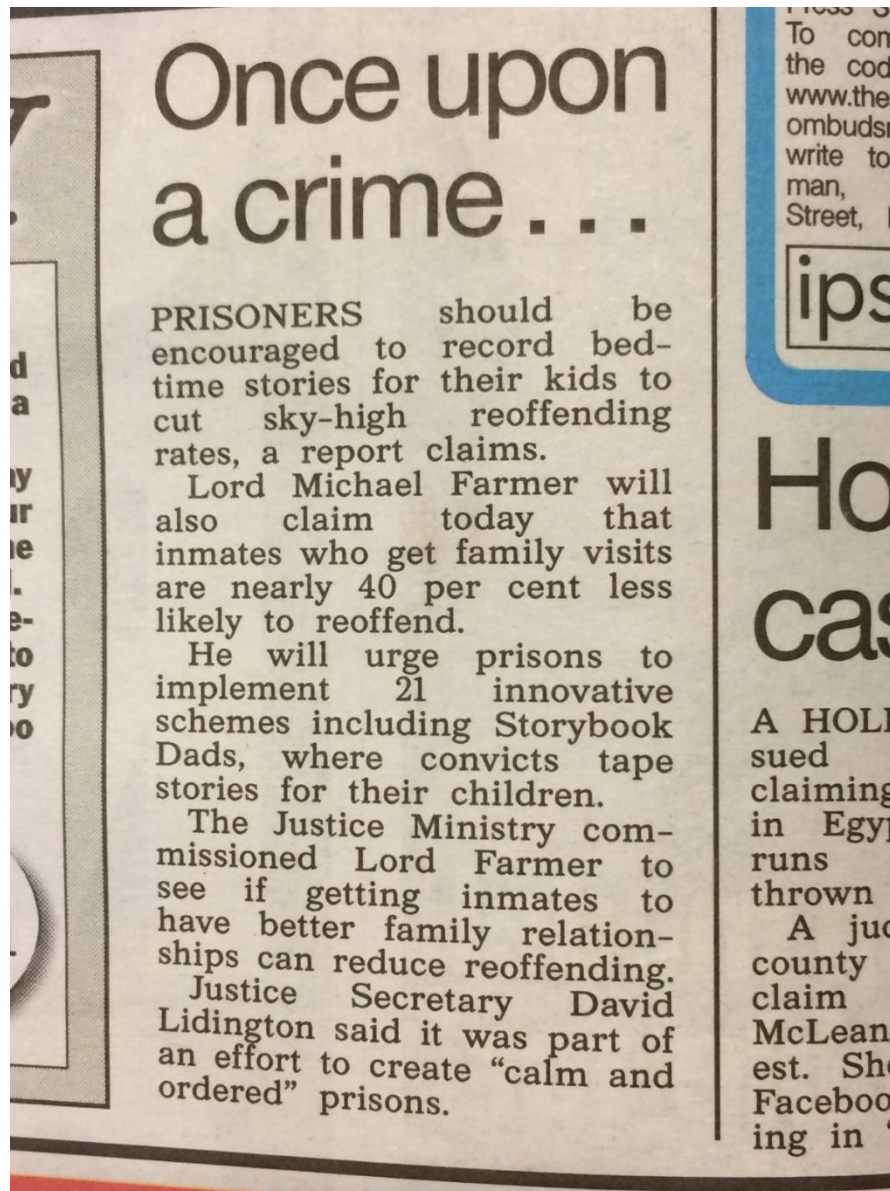 Once upon
a crime . . .
PRISONERS should be
encouraged to record bed-
time stories for their kids to
cut sky-high reoffending
rates, a report claims.
Lord Michael Farmer will
also claim today that
inmates who get family visits
are nearly 40 per cent less
likely to reoffend.
He will urge prisons to
implement 21 innovative
schemes including Storybook
Dads, where convicts tape
stories for their children.
The Justice Ministry com-
missioned Lord Farmer to
see if getting inmates to
have better family relation-
ships can reduce reoffending.
Justice Secretary David
Lidington said it was part of
an effort to create “calm and
ordered” prisons.
To
the
www.the
write to
man,
Street,
ips
Ho
cas
A
sued
claiming
in
runs
thrown
A
county
claim
McLean
est.
ing in